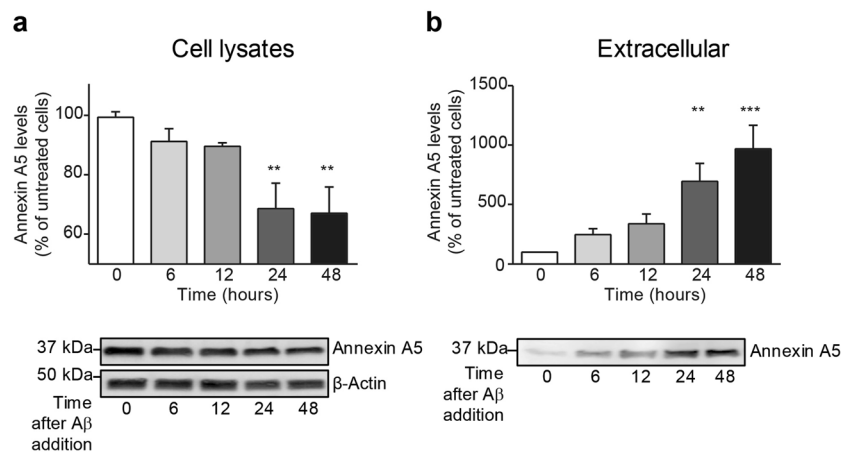 a
Cell lysates
Annexin A5 levels
(% of untreated cells)
100
80
60
**
**
0 6 12 24 48
Time (hours)
37 kDa
Annexin A5
50 kDa
β-Actin
Time
after Aβ
addition
0 6 12 24 48
b
Extracellular
Annexin A5 levels
(% of untreated cells)
1500
1000
500
0
**
***
0 6 12 24 48
Time (hours)
37 kDa
Annexin A5
Time
after Aβ
addition
0 6 12 24 48